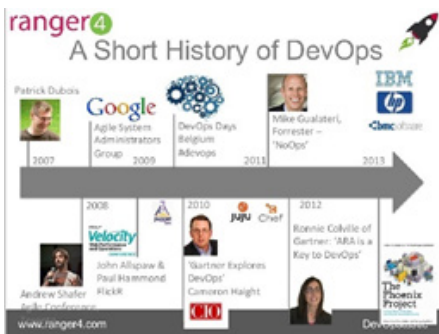 ranger4
A Short History of DevOps
Patrick Dubois
Google
Agile System
Administrators
Group
DevOps Days
Belgium
#devops
Mike Gualateri,
Forrester –
'NoOps'
IBM
hp
bmcsoftware
2007
2009
2011
2013
2008
2010
2012
Velocity
John Allspaw &
Paul Hammond
FlickR
juju
Chef
'Gartner Explores
DevOps'
Cameron Haight
CIO
Ronnie Colville of
Gartner: 'ARA is a
Key to DevOps'
The
Phoenix
Project
Andrew Shafer
Agile Conference
www.ranger4.com